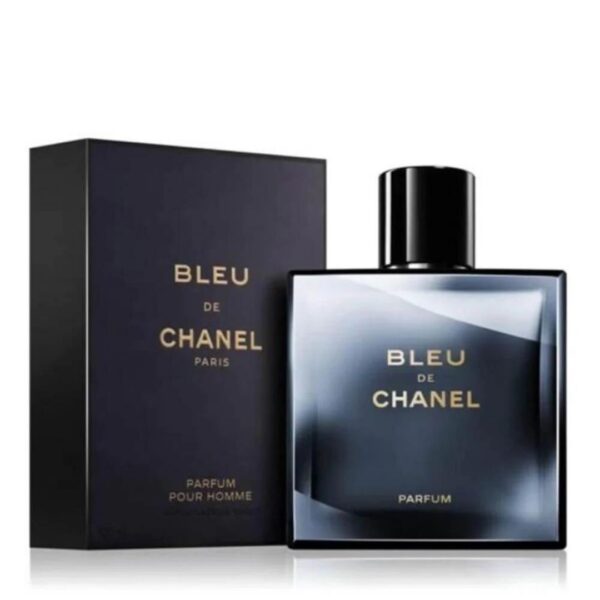 BLEU
DE
CHANEL
PARIS
PARFUM
POUR HOMME
BLEU
DE
CHANEL
PARFUM